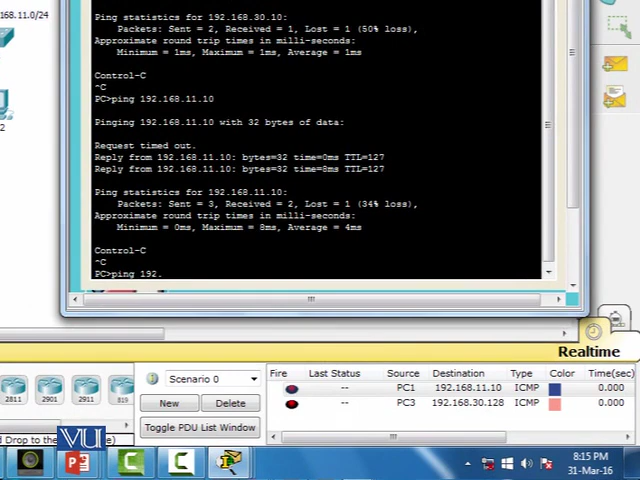 68.11.0/24
2
Ping statistics for 192.168.30.10:
Packets: Sent = 2, Received = 1, Lost = 1 (50% loss),
Approximate round trip times in milli-seconds:
Minimum = 1ms, Maximum = 1ms, Average = 1ms
Control-C
^C
PC>ping 192.168.11.10
Pinging 192.168.11.10 with 32 bytes of data:
Request timed out.
Reply from 192.168.11.10: bytes=32 time=0ms TTL=127
Reply from 192.168.11.10: bytes=32 time=8ms TTL=127
Ping statistics for 192.168.11.10:
Packets: Sent = 3, Received = 2, Lost = 1 (34% loss),
Approximate round trip times in milli-seconds:
Minimum = 0ms, Maximum = 8ms, Average = 4ms
Control-C
^C
PC>ping 192.
Realtime
Fire Last Status Source Destination Type Color Time(sec)
-- PC1 192.168.11.10 ICMP 0.000
-- PC3 192.168.30.128 ICMP 0.000
Scenario 0
New Delete
Toggle PDU List Window
2811 2901 2911 819
d Drop to the
VU
8:15 PM
31-Mar-16